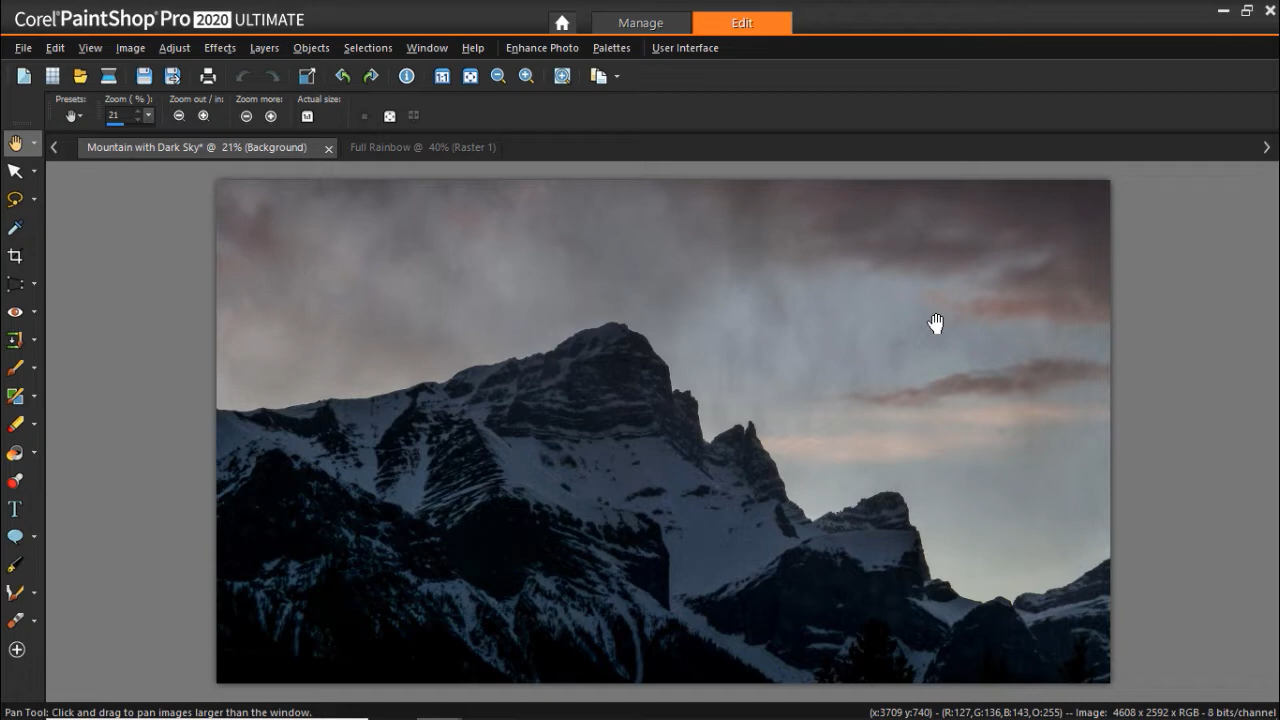 Corel PaintShop Pro 2020 ULTIMATE
Manage
Edit
File Edit View Image Adjust Effects Layers Objects Selections Window Help Enhance Photo Palettes User Interface
1:1
Presets: Zoom ( % ): Zoom out / in: Zoom more: Actual size:
21
Mountain with Dark Sky* @ 21% (Background)
Full Rainbow @ 40% (Raster 1)
T
Pan Tool: Click and drag to pan images larger than the window.
(x:3709 y:740) - (R:127,G:136,B:143,O:255) -- Image: 4608 x 2592 x RGB - 8 bits/channel